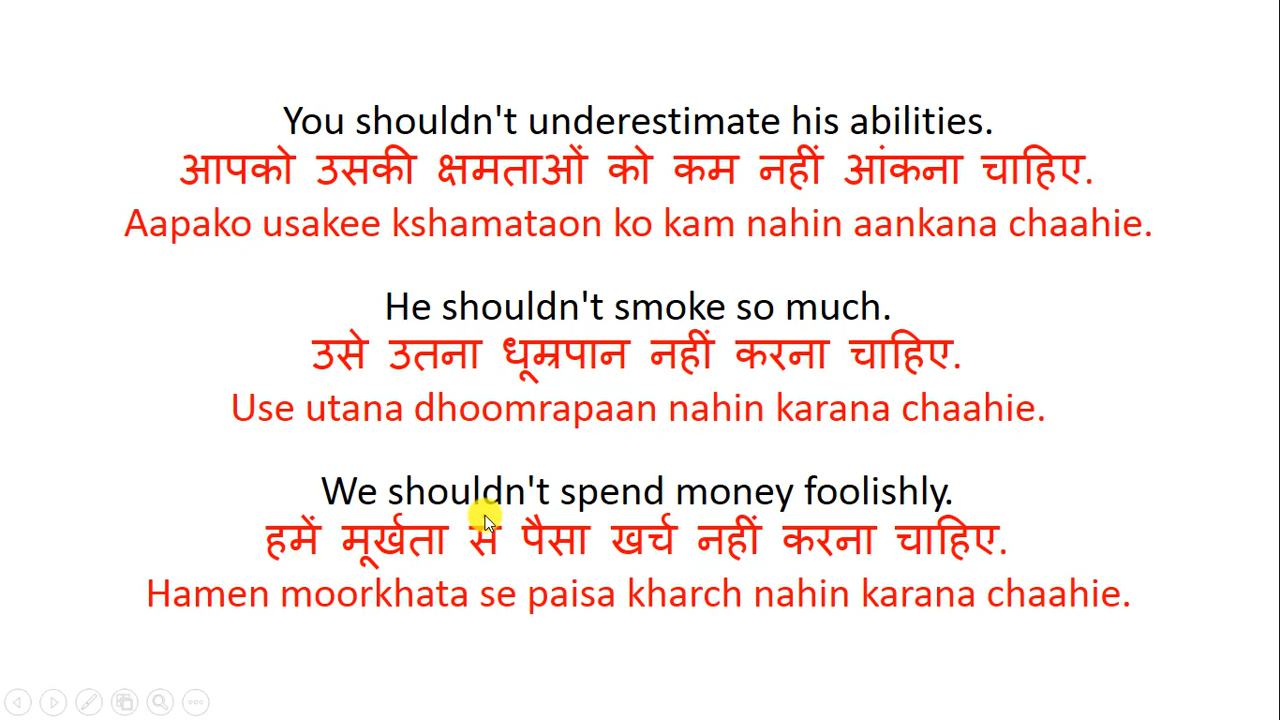 You shouldn't underestimate his abilities.
आपको उसकी क्षमताओं को कम नहीं आंकना चाहिए.
Aapako usakee kshamataon ko kam nahin aankana chaahie.
He shouldn't smoke so much.
उसे उतना धूम्रपान नहीं करना चाहिए.
Use utana dhoomrapaan nahin karana chaahie.
We shouldn't spend money foolishly.
हमें मूर्खता से पैसा खर्च नहीं करना चाहिए.
Hamen moorkhata se paisa kharch nahin karana chaahie.